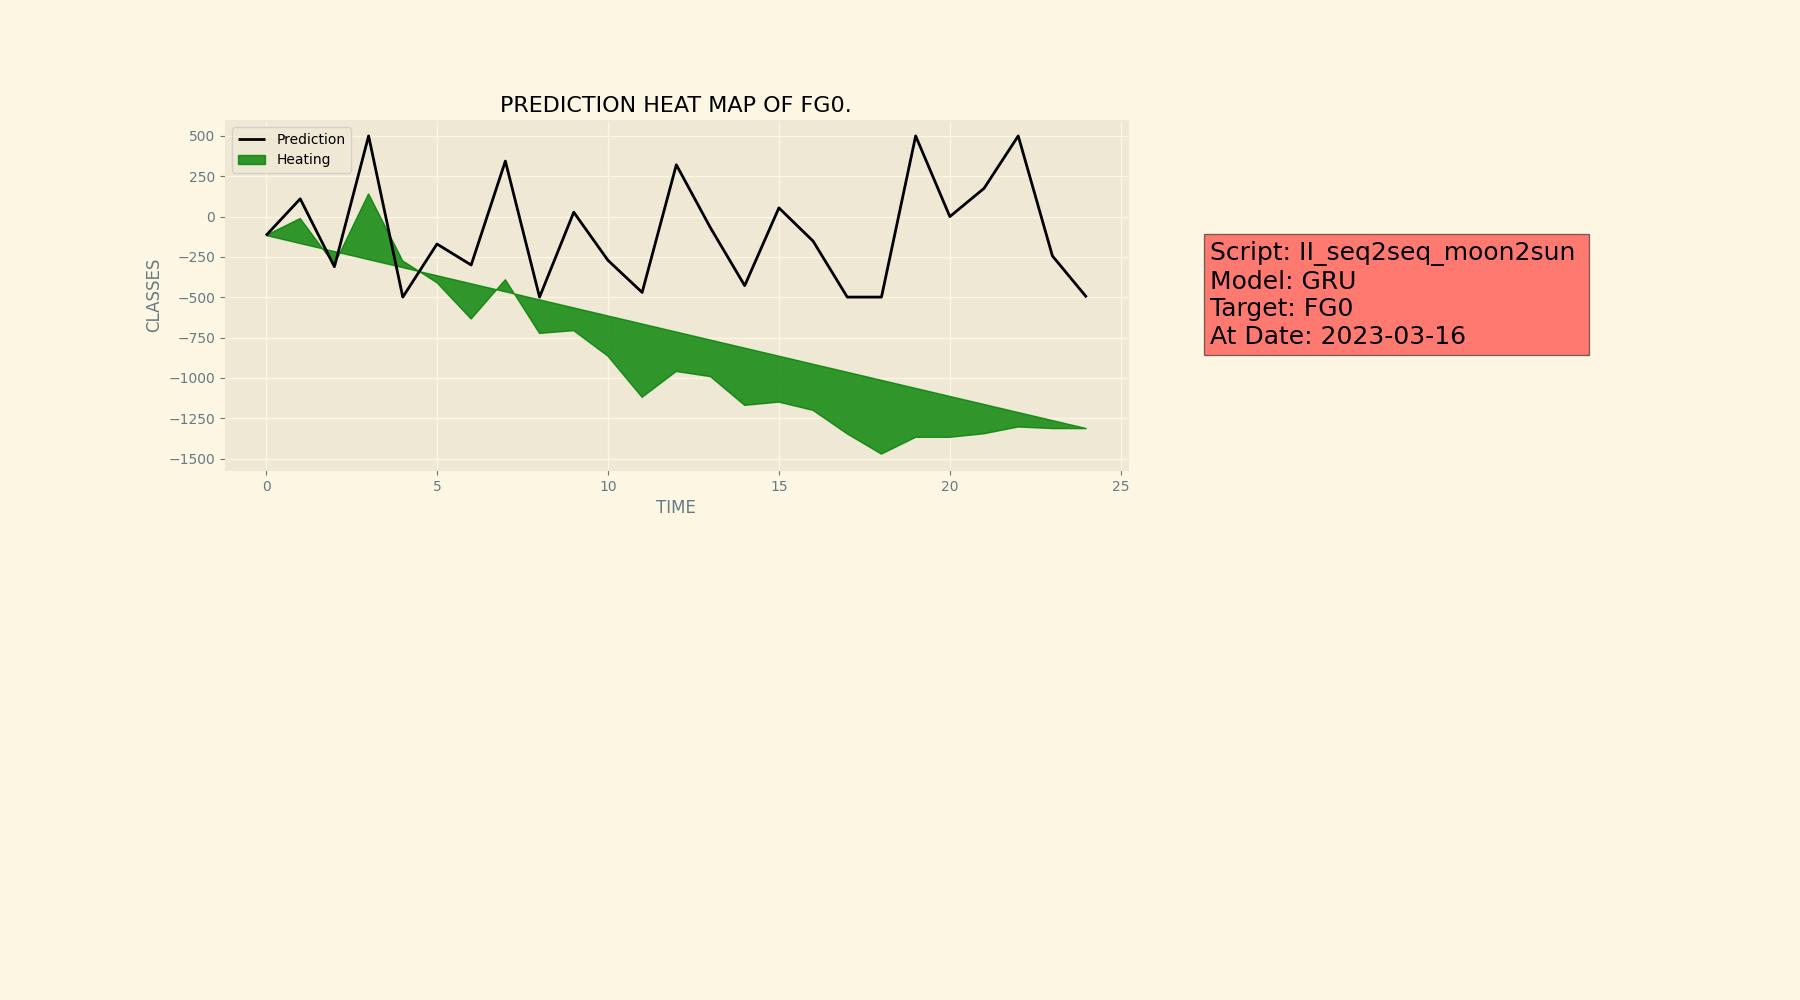 PREDICTION HEAT MAP OF FG0.
Prediction
Heating
500
250
0
−250
−500
−750
−1000
−1250
−1500
CLASSES
0 5 10 15 20 25
TIME
Script: II_seq2seq_moon2sun
Model: GRU
Target: FG0
At Date: 2023-03-16